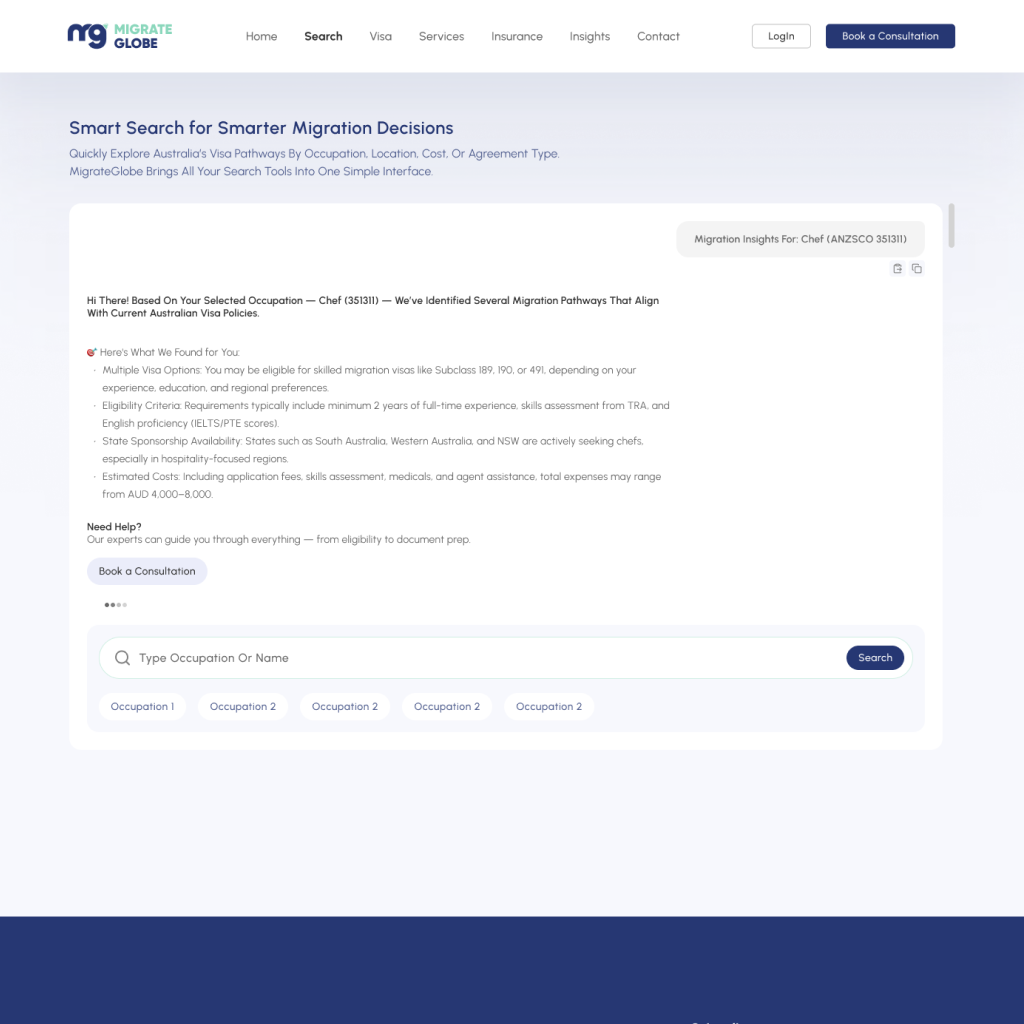 mg MIGRATE
GLOBE
Home Search Visa Services Insurance Insights Contact LogIn Book a Consultation
Smart Search for Smarter Migration Decisions
Quickly Explore Australia's Visa Pathways By Occupation, Location, Cost, Or Agreement Type.
MigrateGlobe Brings All Your Search Tools Into One Simple Interface.
Migration Insights For: Chef (ANZSCO 351311)
Hi There! Based On Your Selected Occupation — Chef (351311) — We've Identified Several Migration Pathways That Align
With Current Australian Visa Policies.
🎯 Here's What We Found for You:
· Multiple Visa Options: You may be eligible for skilled migration visas like Subclass 189, 190, or 491, depending on your
experience, education, and regional preferences.
· Eligibility Criteria: Requirements typically include minimum 2 years of full-time experience, skills assessment from TRA, and
English proficiency (IELTS/PTE scores).
· State Sponsorship Availability: States such as South Australia, Western Australia, and NSW are actively seeking chefs,
especially in hospitality-focused regions.
· Estimated Costs: Including application fees, skills assessment, medicals, and agent assistance, total expenses may range
from AUD 4,000–8,000.
Need Help?
Our experts can guide you through everything — from eligibility to document prep.
Book a Consultation
Type Occupation Or Name Search
Occupation 1 Occupation 2 Occupation 2 Occupation 2 Occupation 2